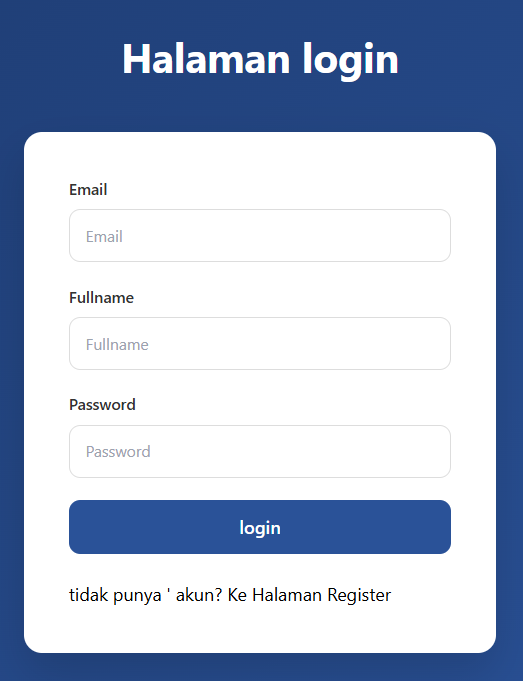 Halaman login
Email
Email
Fullname
Fullname
Password
Password
login
tidak punya ' akun? Ke Halaman Register